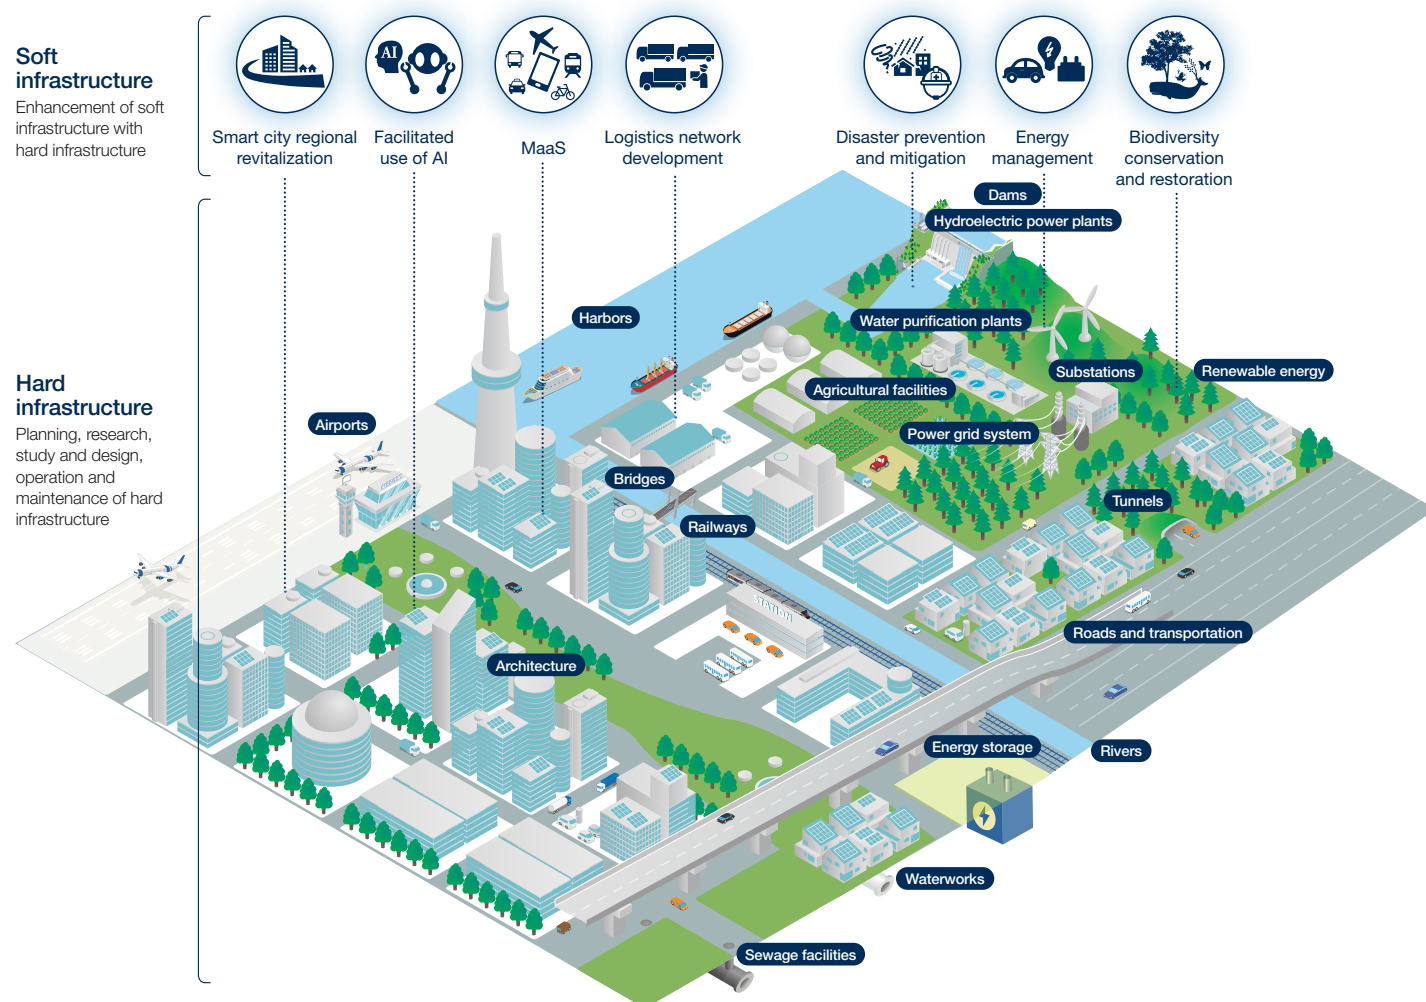 Soft
infrastructure
Enhancement of soft
infrastructure with
hard infrastructure
AI
Smart city regional
revitalization
Facilitated
use of AI
MaaS
Logistics network
development
Disaster prevention
and mitigation
Energy
management
Biodiversity
conservation
and restoration
Hard
infrastructure
Planning, research,
study and design,
operation and
maintenance of hard
infrastructure
Dams
Hydroelectric power plants
Harbors
Water purification plants
Substations
Renewable energy
Agricultural facilities
Airports
Power grid system
Bridges
Tunnels
Railways
STATION
Roads and transportation
Architecture
Energy storage
Rivers
Waterworks
Sewage facilities